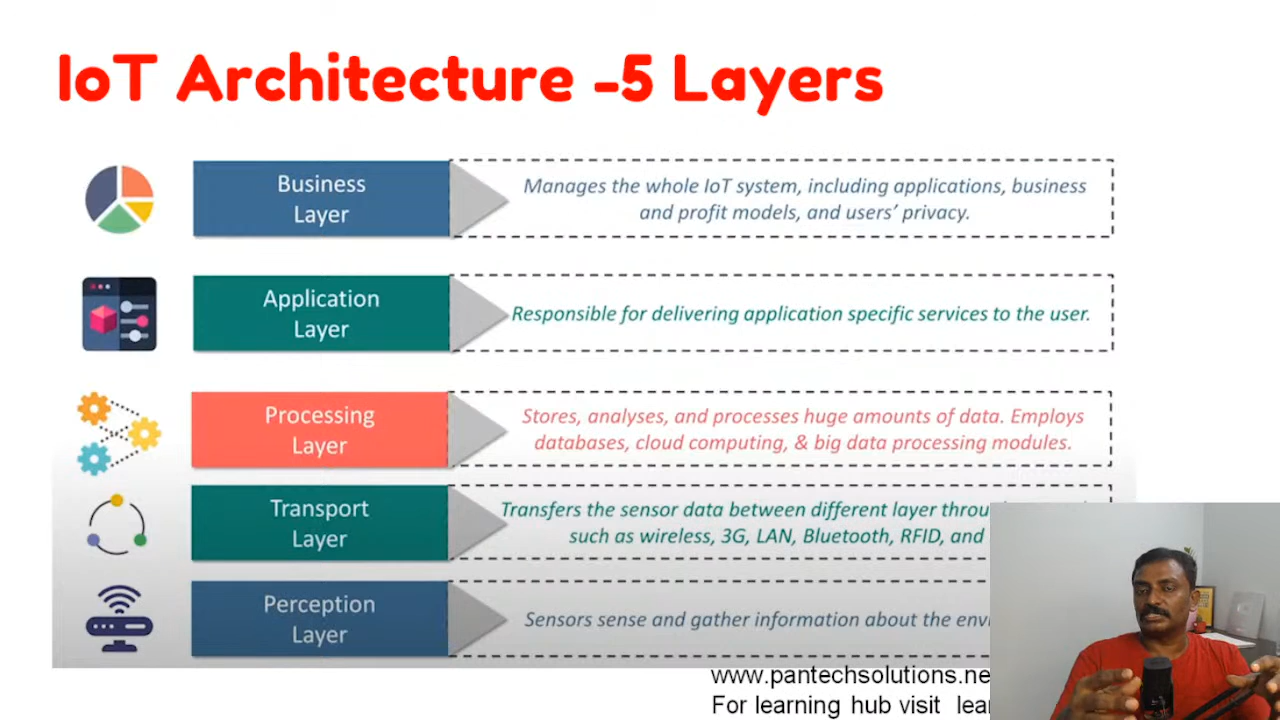 IoT Architecture -5 Layers
Business
Layer
Manages the whole IoT system, including applications, business
and profit models, and users’ privacy.
Application
Layer
Responsible for delivering application specific services to the user.
Processing
Layer
Stores, analyses, and processes huge amounts of data. Employs
databases, cloud computing, & big data processing modules.
Transport
Layer
Transfers the sensor data between different layer
such as wireless, 3G, LAN, Bluetooth, RFID, and
Perception
Layer
Sensors sense and gather information about the
www.pantechsolutions.ne
For learning hub visit